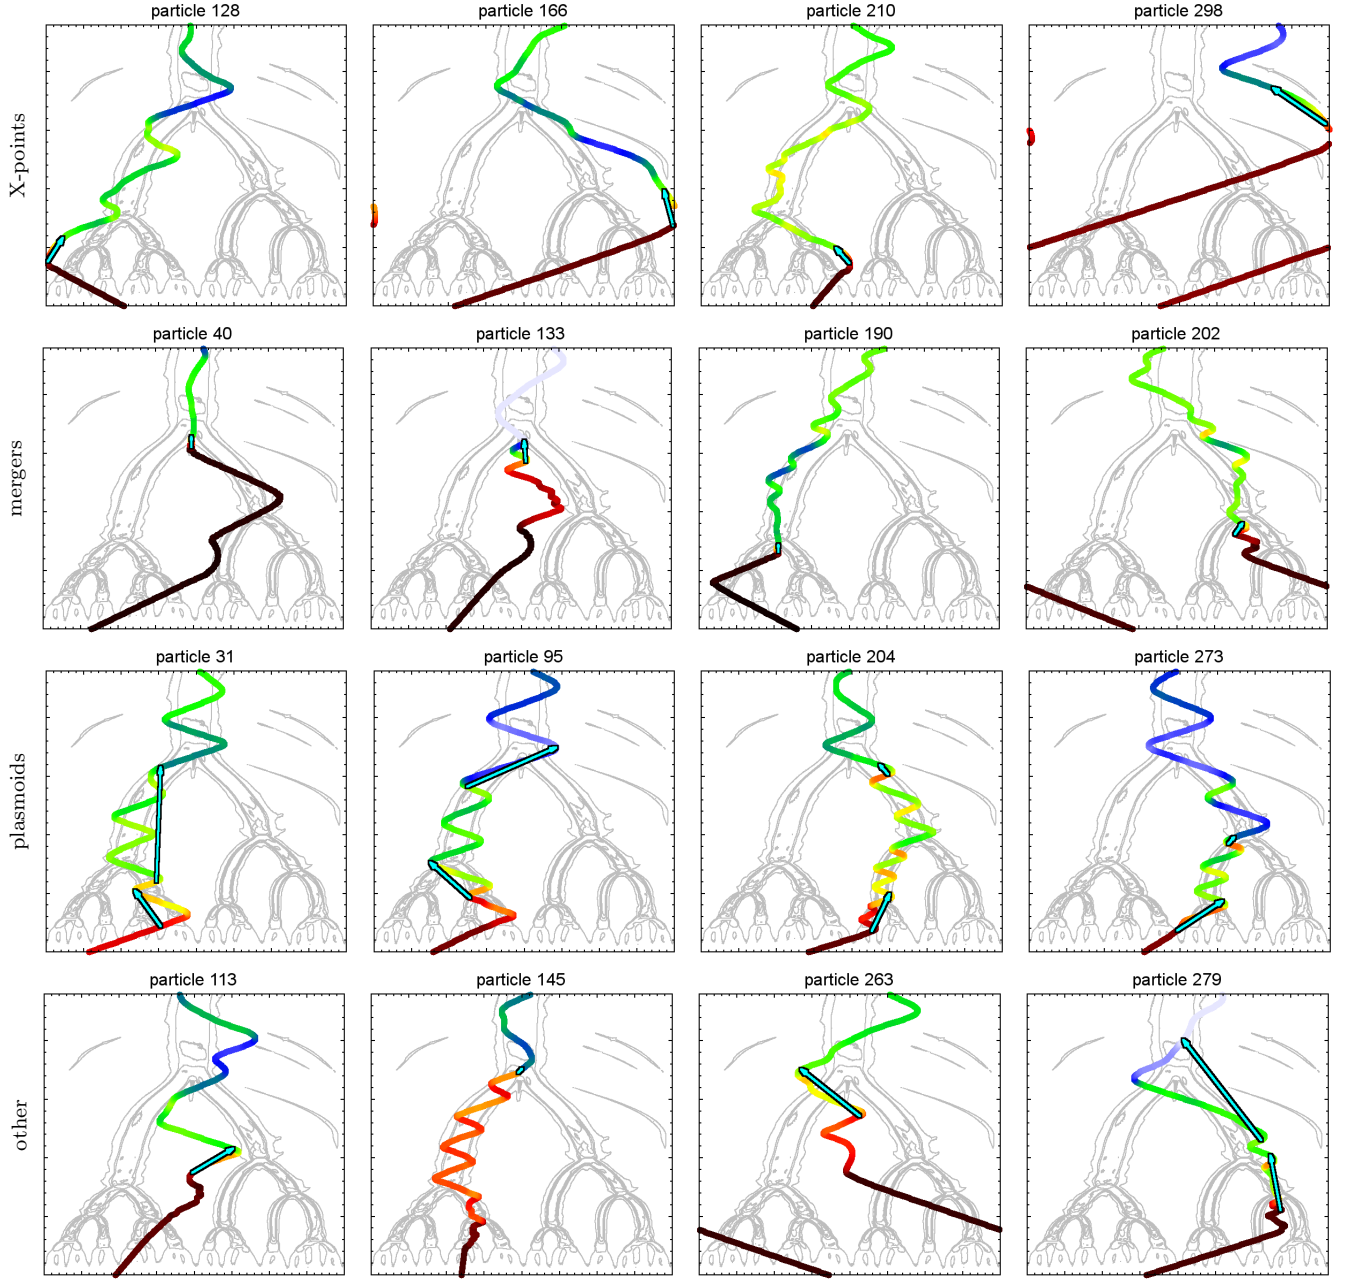 particle 128 particle 166 particle 210 particle 298
X-points
particle 40 particle 133 particle 190 particle 202
mergers
particle 31 particle 95 particle 204 particle 273
plasmoids
particle 113 particle 145 particle 263 particle 279
other